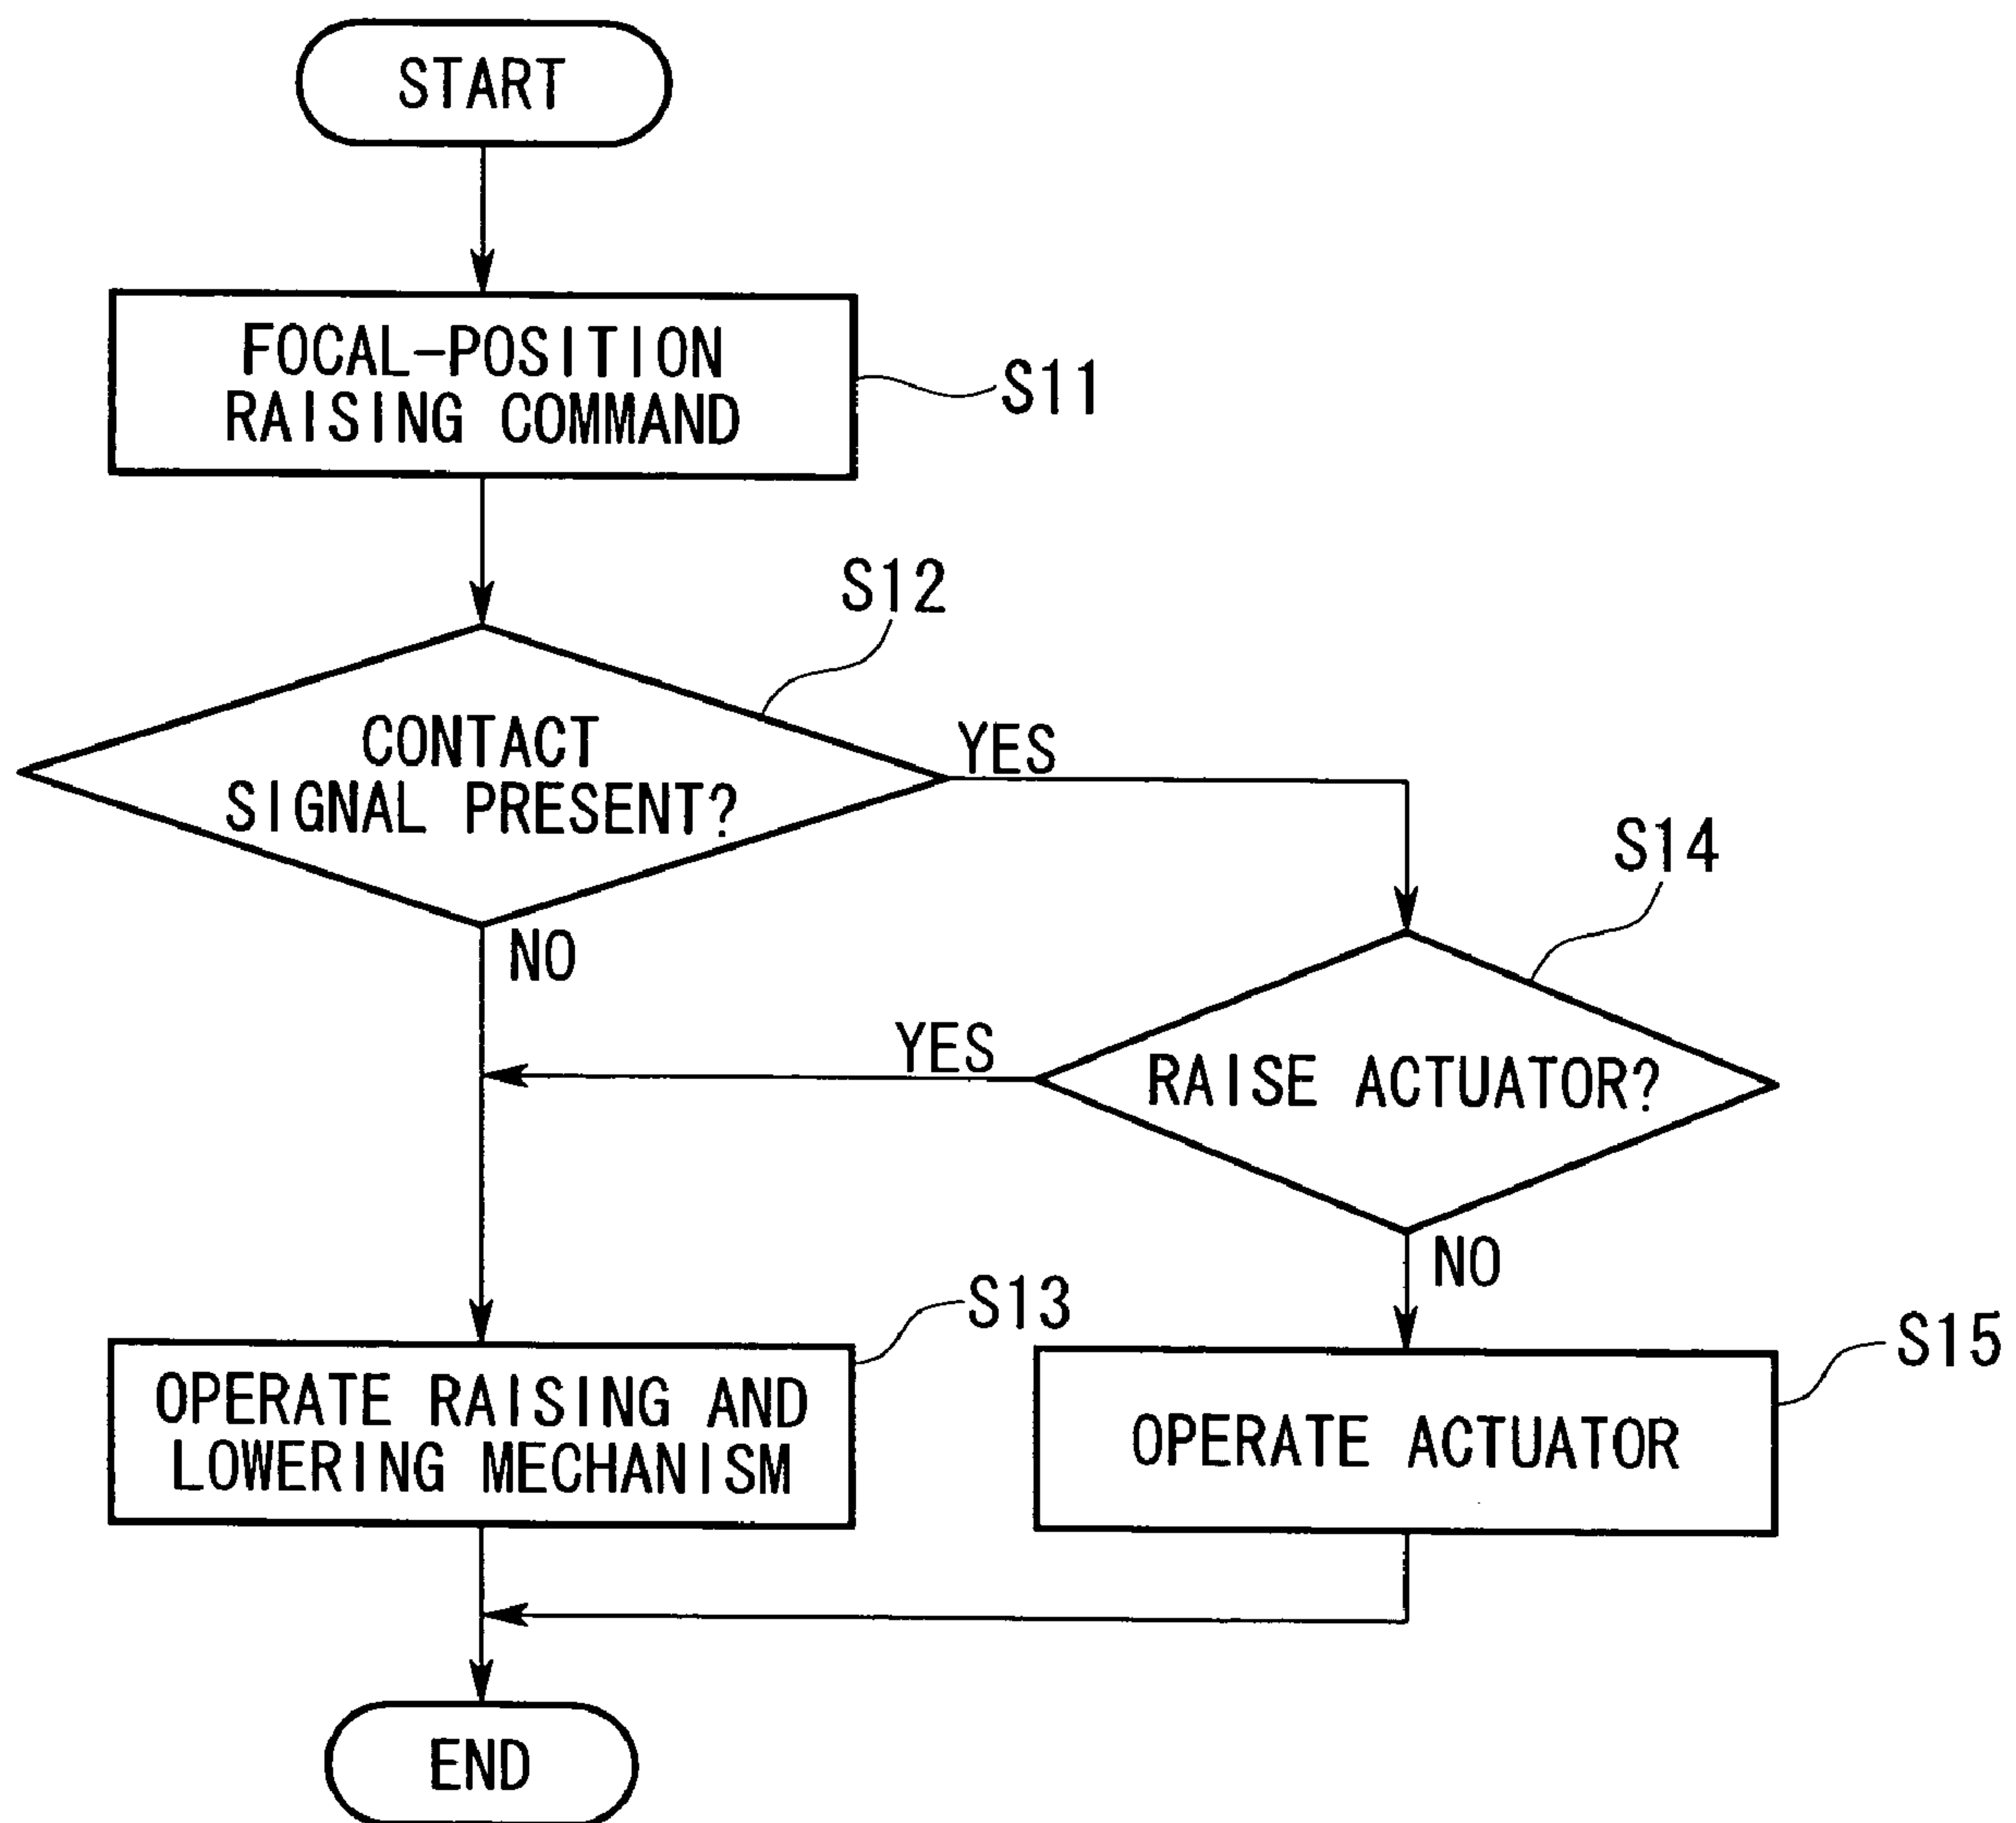 START
FOCAL-POSITION
RAISING COMMAND
S11
S12
CONTACT
SIGNAL PRESENT?
YES
S14
NO
YES
RAISE ACTUATOR?
NO
S13
S15
OPERATE RAISING AND
LOWERING MECHANISM
OPERATE ACTUATOR
END